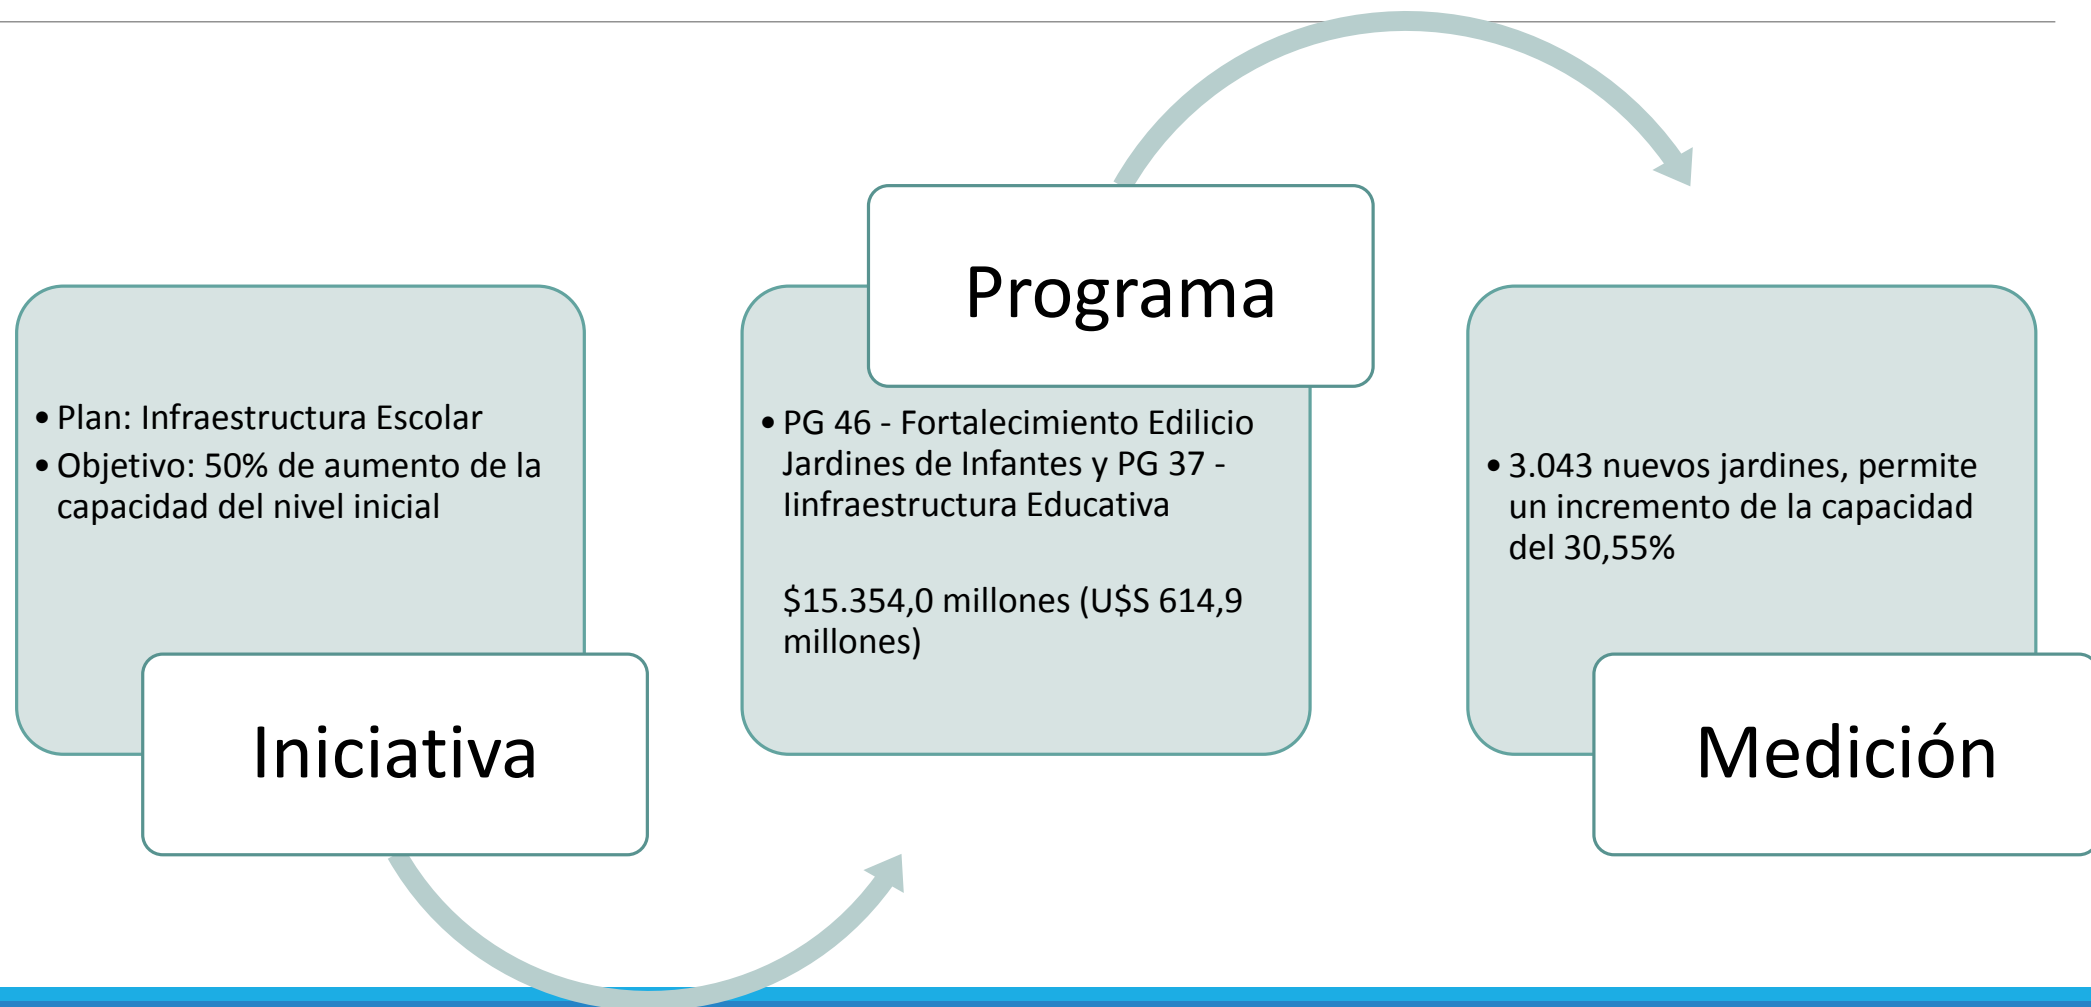 • Plan: Infraestructura Escolar
• Objetivo: 50% de aumento de la
capacidad del nivel inicial
Iniciativa
Programa
• PG 46 - Fortalecimiento Edilicio
Jardines de Infantes y PG 37 -
Iinfraestructura Educativa
$15.354,0 millones (U$S 614,9
millones)
• 3.043 nuevos jardines, permite
un incremento de la capacidad
del 30,55%
Medición